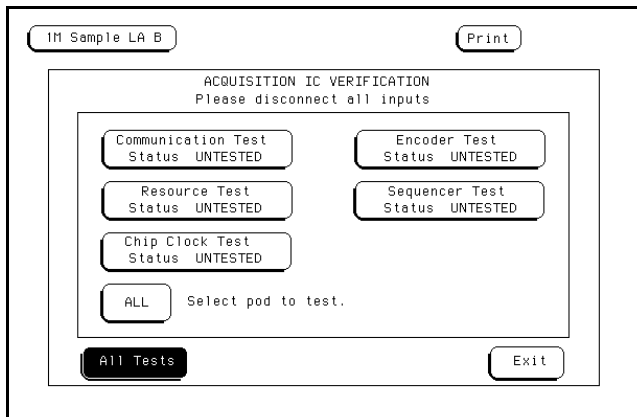 1M Sample LA B
Print
ACQUISITION IC VERIFICATION
Please disconnect all inputs
Communication Test
Status UNTESTED
Encoder Test
Status UNTESTED
Resource Test
Status UNTESTED
Sequencer Test
Status UNTESTED
Chip Clock Test
Status UNTESTED
ALL
Select pod to test.
All Tests
Exit